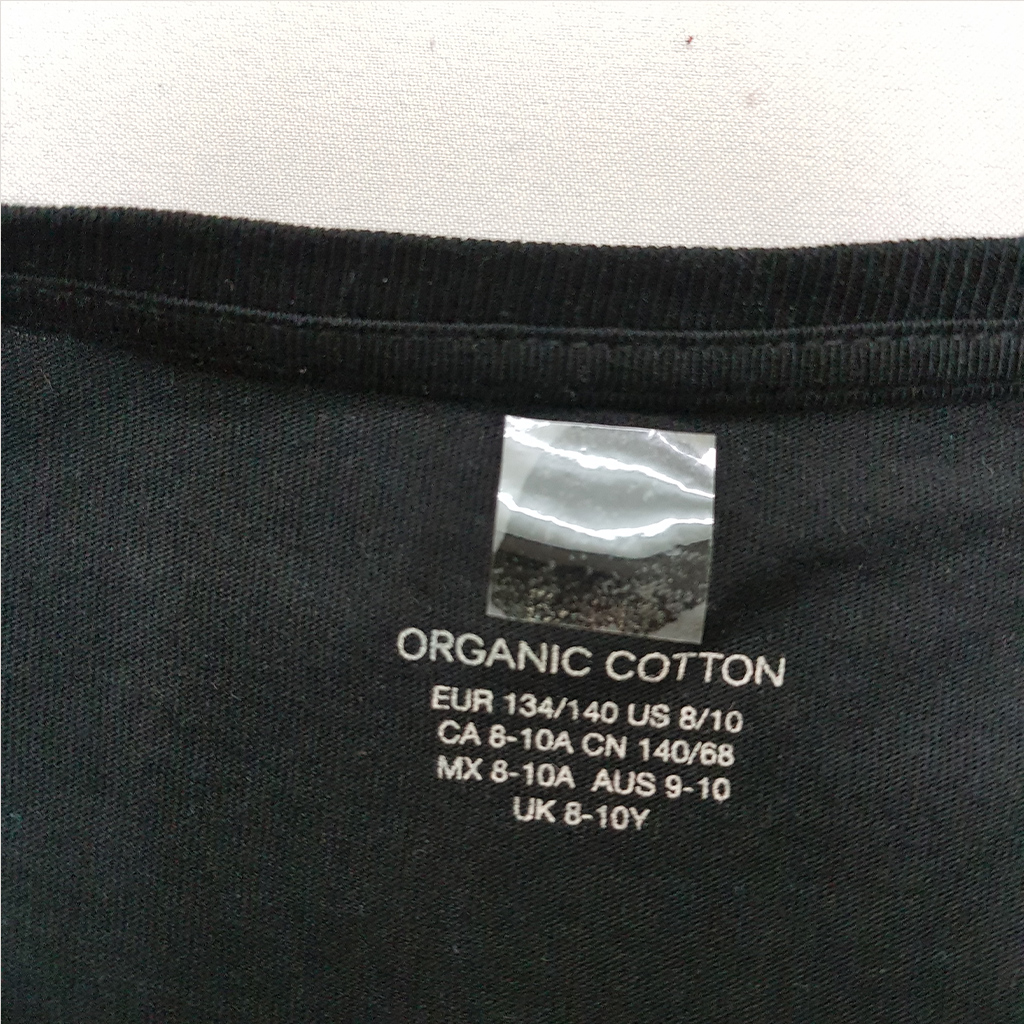 ORGANIC COTTON
EUR 134/140 US 8/10
CA 8-10A CN 140/68
MX 8-10A AUS 9-10
UK 8-10Y